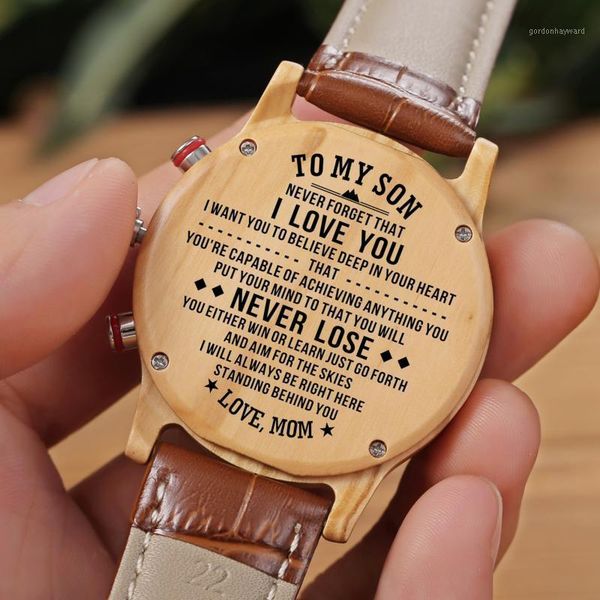 gordonhayward
TO MY SON
NEVER FORGET THAT
I LOVE YOU
I WANT YOU TO BELIEVE DEEP IN YOUR HEART
THAT
YOU'RE CAPABLE OF ACHIEVING ANYTHING YOU
PUT YOUR MIND TO THAT YOU WILL
NEVER LOSE
YOU EITHER WIN OR LEARN JUST GO FORTH
AND AIM FOR THE SKIES
I WILL ALWAYS BE RIGHT HERE
STANDING BEHIND YOU
LOVE, MOM
22